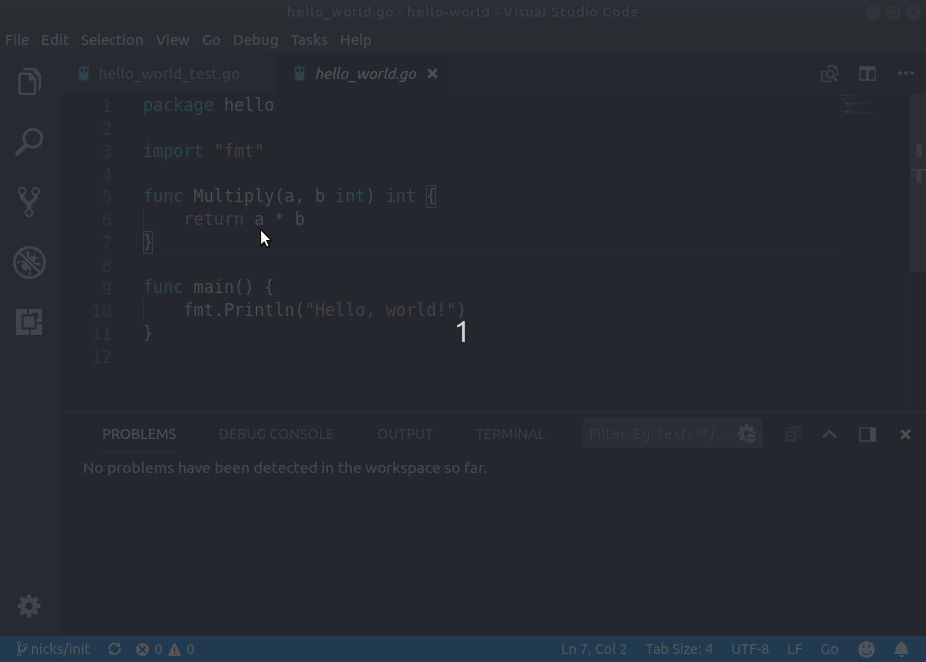 hello_world.go - hello-world - Visual Studio Code
File Edit Selection View Go Debug Tasks Help
hello_world_test.go hello_world.go
1 package hello
2
3 import "fmt"
4
5 func Multiply(a, b int) int {
6 return a * b
7 }
8
9 func main() {
10 fmt.Println("Hello, world!")
11 }
1
12
PROBLEMS DEBUG CONSOLE OUTPUT TERMINAL Filter. Eg: text, **/...
No problems have been detected in the workspace so far.
nicks/init 0 0 Ln 7, Col 2 Tab Size: 4 UTF-8 LF Go